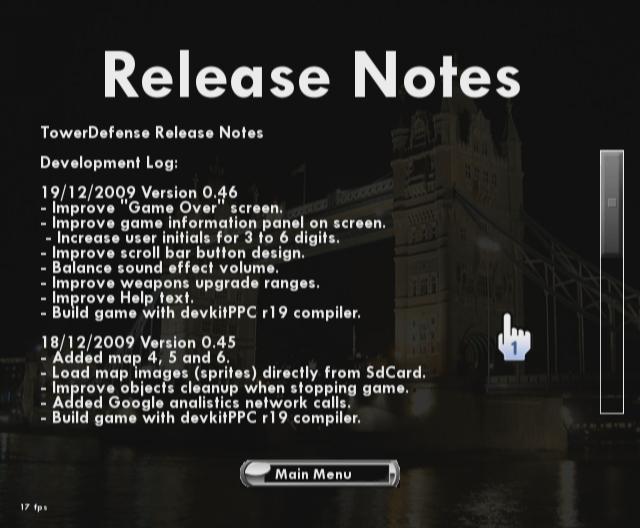 Release Notes
TowerDefense Release Notes
Development Log:
19/12/2009 Version 0.46
- Improve "Game Over" screen.
- Improve game information panel on screen.
- Increase user initials for 3 to 6 digits.
- Improve scroll bar button design.
- Balance sound effect volume.
- Improve weapons upgrade ranges.
- Improve Help text.
- Build game with devkitPPC r19 compiler.
18/12/2009 Version 0.45
- Added map 4, 5 and 6.
- Load map images (sprites) directly from SdCard.
- Improve objects cleanup when stopping game.
- Added Google analistics network calls.
- Build game with devkitPPC r19 compiler.
1
Main Menu
17 fps